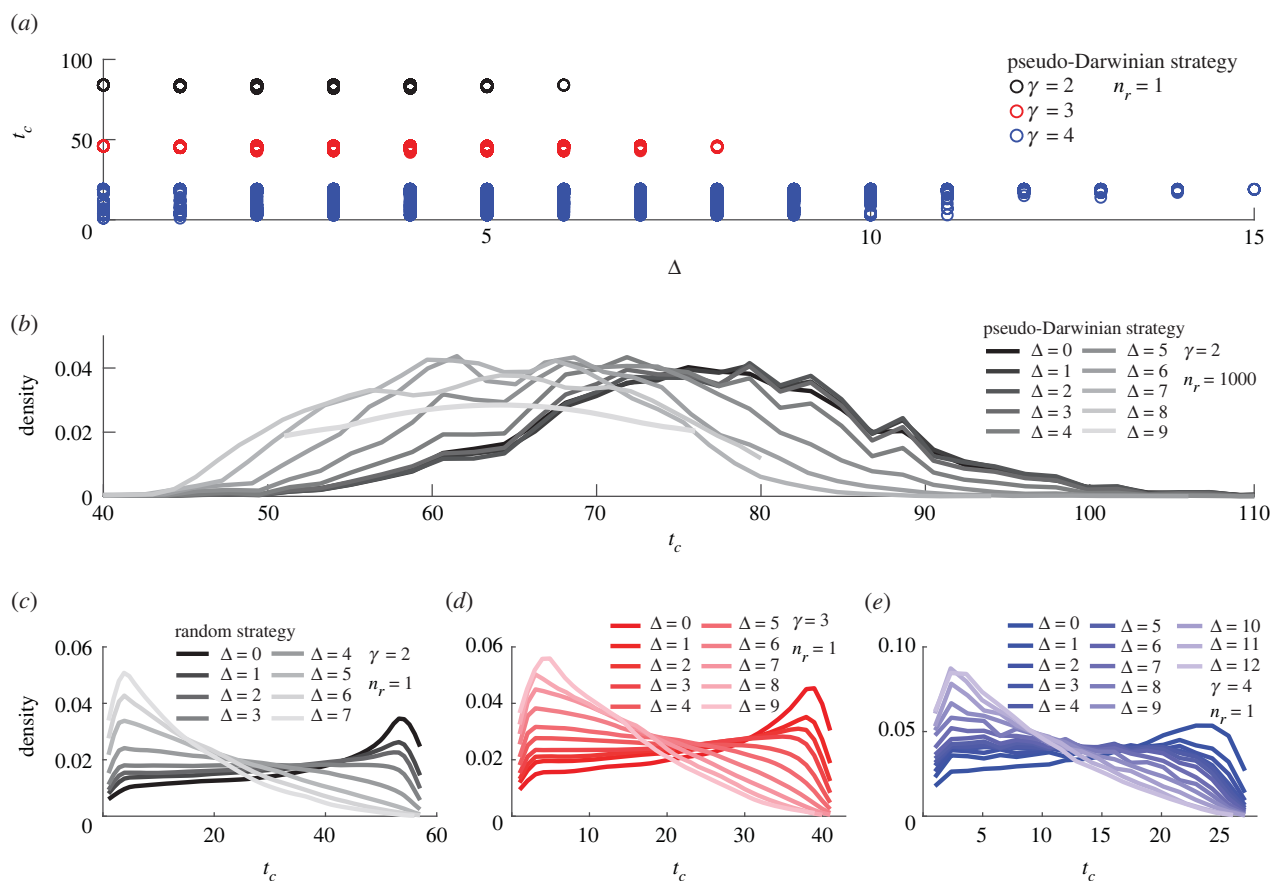 (a)
100
50
0
t_c
5
10
15
Δ
pseudo-Darwinian strategy
γ = 2 n_r = 1
γ = 3
γ = 4
(b)
0.04
0.02
0
density
40 50 60 70 80 90 100 110
t_c
pseudo-Darwinian strategy
Δ = 0 Δ = 5 γ = 2
Δ = 1 Δ = 6 n_r = 1000
Δ = 2 Δ = 7
Δ = 3 Δ = 8
Δ = 4 Δ = 9
(c)
0.06
0.04
0.02
0
density
20 40 60
t_c
random strategy
Δ = 0 Δ = 4 γ = 2
Δ = 1 Δ = 5 n_r = 1
Δ = 2 Δ = 6
Δ = 3 Δ = 7
(d)
0.06
0.04
0.02
0
10 20 30 40
t_c
Δ = 0 Δ = 5 γ = 3
Δ = 1 Δ = 6 n_r = 1
Δ = 2 Δ = 7
Δ = 3 Δ = 8
Δ = 4 Δ = 9
(e)
0.10
0.05
0
5 10 15 20 25
t_c
Δ = 0 Δ = 5 Δ = 10
Δ = 1 Δ = 6 Δ = 11
Δ = 2 Δ = 7 Δ = 12
Δ = 3 Δ = 8 γ = 4
Δ = 4 Δ = 9 n_r = 1